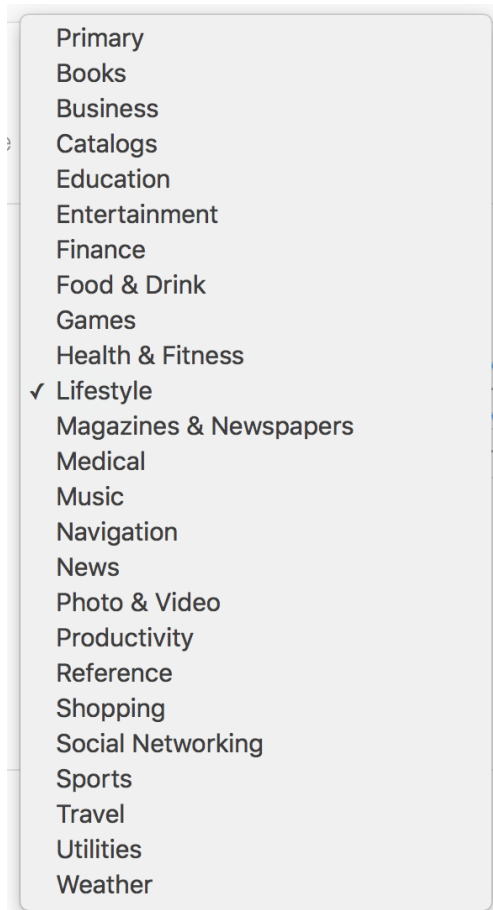 Primary
Books
Business
Catalogs
Education
Entertainment
Finance
Food & Drink
Games
Health & Fitness
✓ Lifestyle
Magazines & Newspapers
Medical
Music
Navigation
News
Photo & Video
Productivity
Reference
Shopping
Social Networking
Sports
Travel
Utilities
Weather